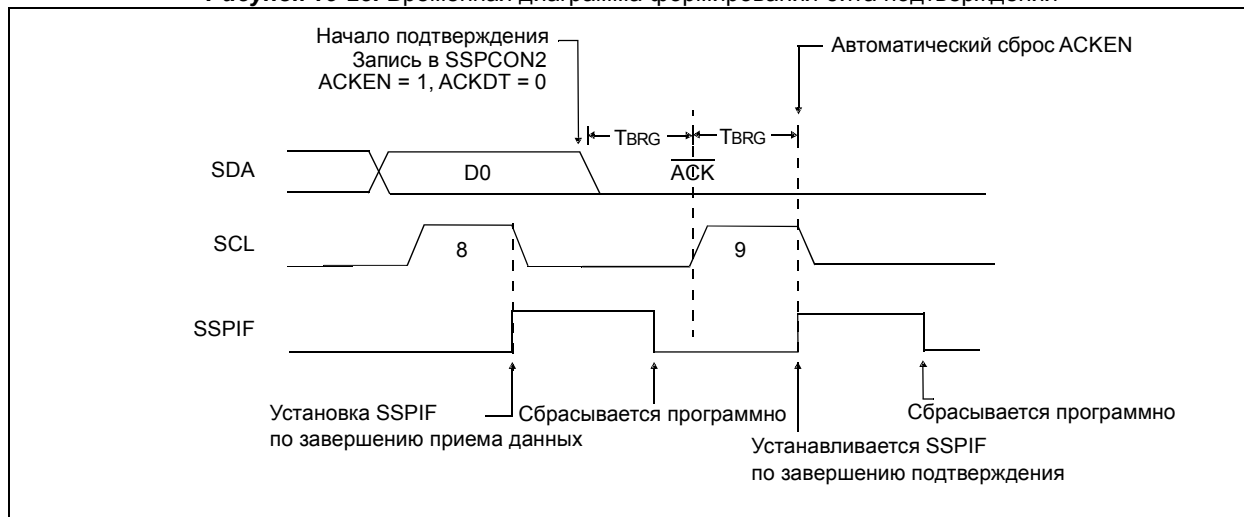 Начало подтверждения
Запись в SSPCON2
ACKEN = 1, ACKDT = 0
Автоматический сброс ACKEN
TBRG
TBRG
SDA
D0
ACK
SCL
8
9
SSPIF
Установка SSPIF
по завершению приема данных
Сбрасывается программно
Устанавливается SSPIF
по завершению подтверждения
Сбрасывается программно